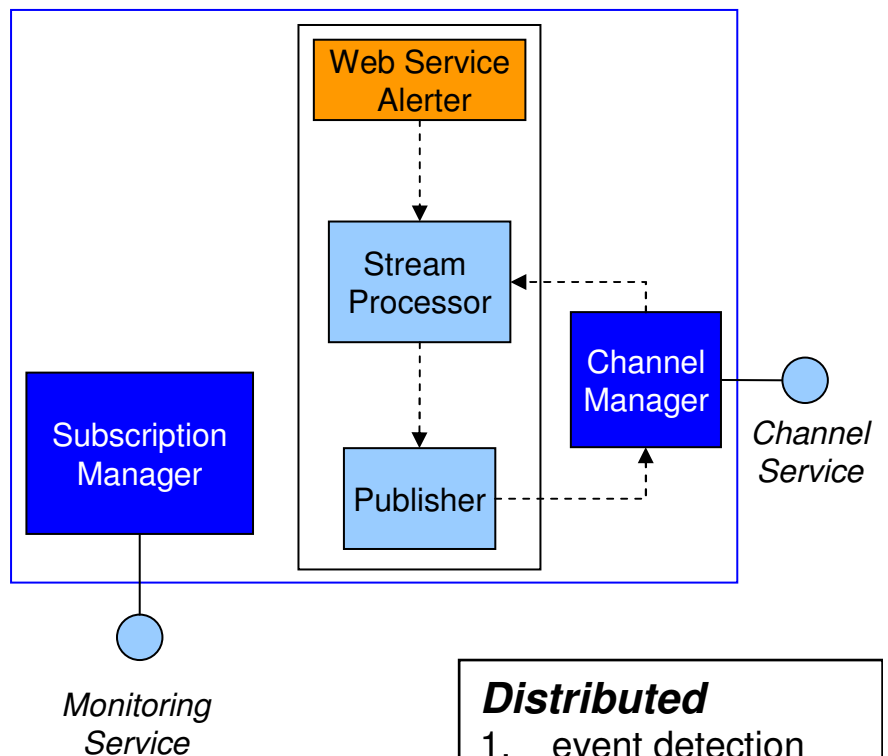 Web Service
Alerter
Stream
Processor
Channel
Manager
Subscription
Manager
Channel
Service
Publisher
Monitoring
Service
Distributed
1. event detection